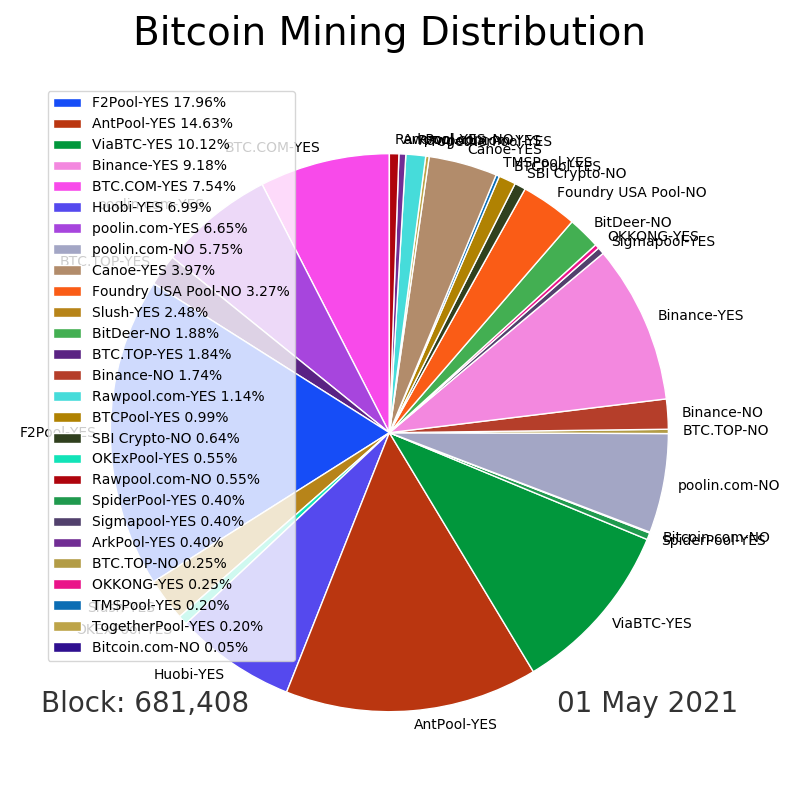 Bitcoin Mining Distribution
F2Pool-YES 17.96%
AntPool-YES 14.63%
ViaBTC-YES 10.12%
Binance-YES 9.18%
BTC.COM-YES 7.54%
Huobi-YES 6.99%
poolin.com-YES 6.65%
poolin.com-NO 5.75%
Canoe-YES 3.97%
Foundry USA Pool-NO 3.27%
Slush-YES 2.48%
BitDeer-NO 1.88%
BTC.TOP-YES 1.84%
Binance-NO 1.74%
Rawpool.com-YES 1.14%
BTCPool-YES 0.99%
SBI Crypto-NO 0.64%
OKExPool-YES 0.55%
Rawpool.com-NO 0.55%
SpiderPool-YES 0.40%
Sigmapool-YES 0.40%
ArkPool-YES 0.40%
BTC.TOP-NO 0.25%
OKKONG-YES 0.25%
TMSPool-YES 0.20%
TogetherPool-YES 0.20%
Bitcoin.com-NO 0.05%
Canoe-YES
TMSPool-YES
BTCPool-YES
SBI Crypto-NO
Foundry USA Pool-NO
BitDeer-NO
OKKONG-YES
Sigmapool-YES
Binance-YES
Binance-NO
BTC.TOP-NO
poolin.com-NO
Bitcoin.com-NO
SpiderPool-YES
ViaBTC-YES
AntPool-YES
Huobi-YES
OKExPool-YES
Slush-YES
F2Pool-YES
BTC.TOP-YES
poolin.com-YES
BTC.COM-YES
Block: 681,408
01 May 2021